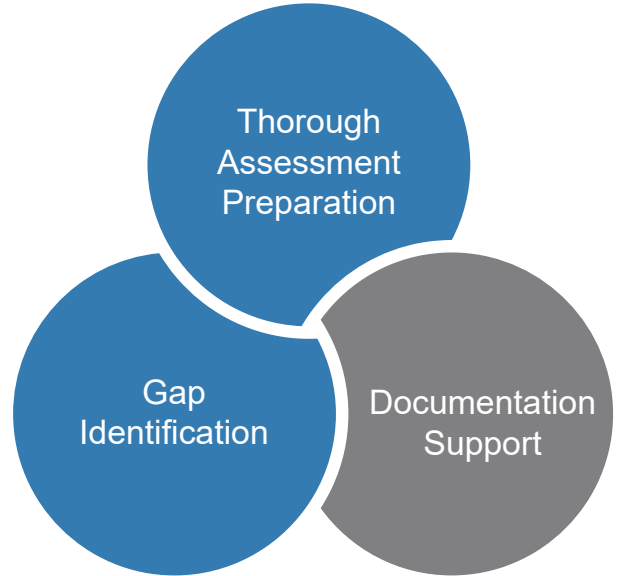 Thorough
Assessment
Preparation
Gap
Identification
Documentation
Support